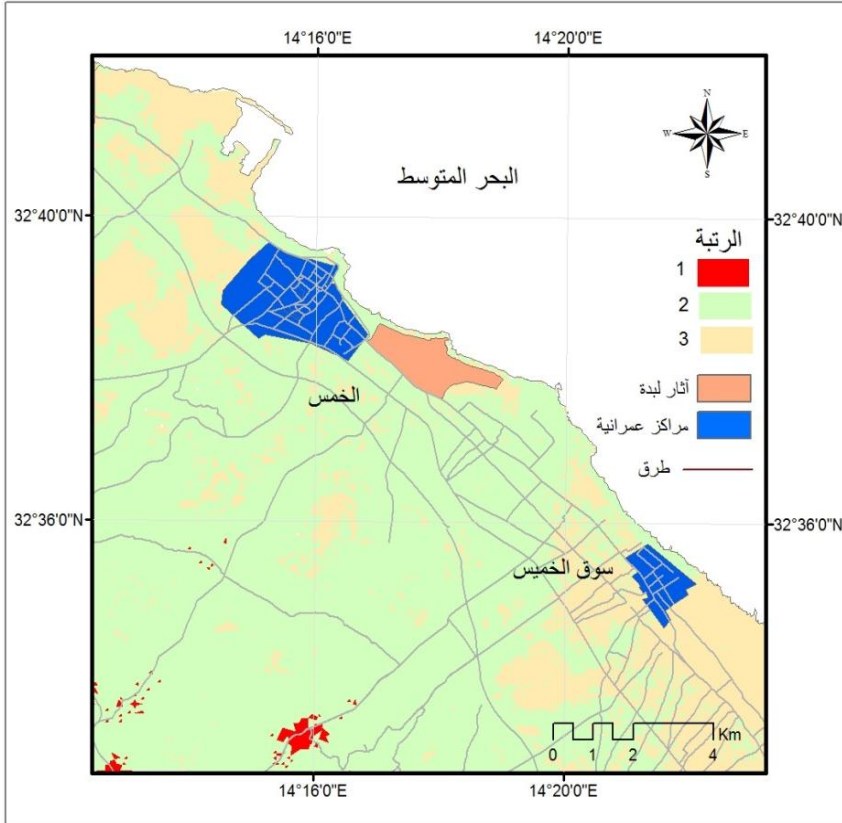 14°16'0"E
14°20'0"E
N
W
E
S
البحر المتوسط
32°40'0"N
32°40'0"N
الرتبة
1
2
3
آثار لبدة
مراكز عمرانية
طرق
الخمس
32°36'0"N
32°36'0"N
سوق الخميس
Km
0 1 2 4
14°16'0"E
14°20'0"E